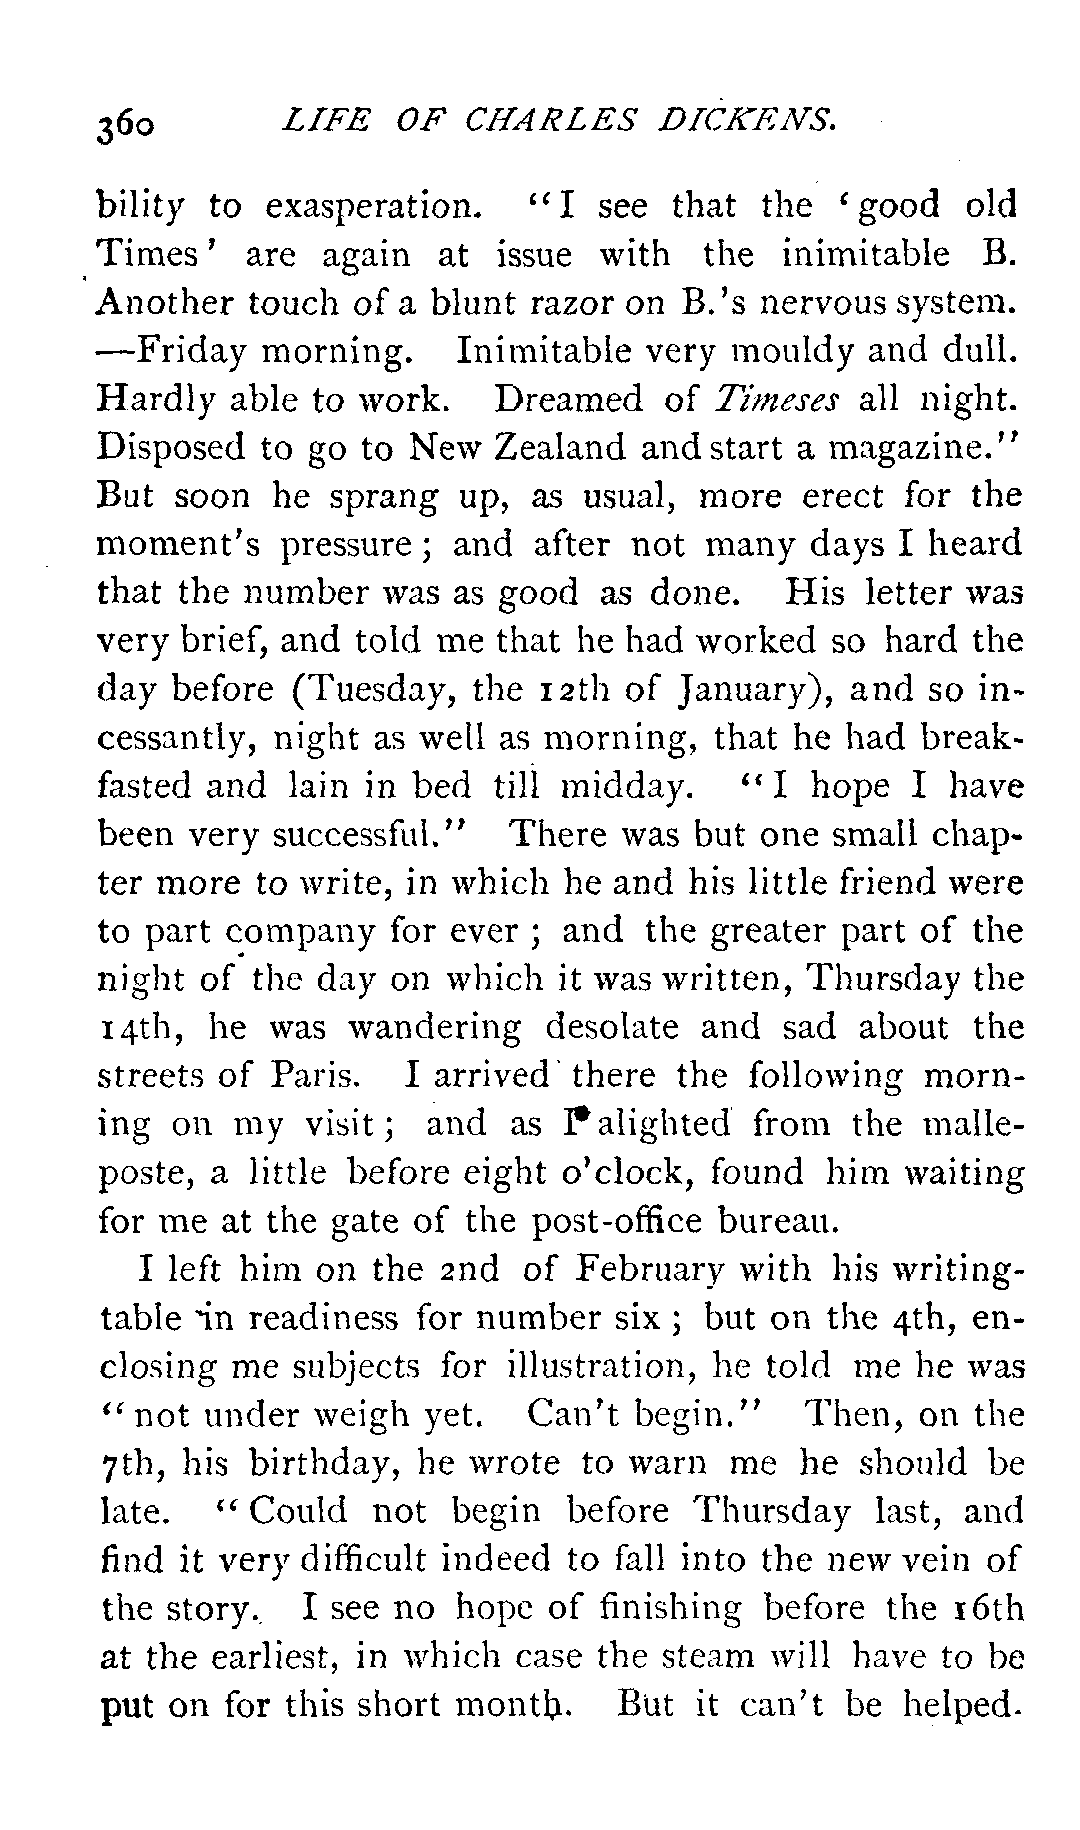 360 LIFE OF CHARLES DICKENS.
bility to exasperation. “I see that the ‘good old
Times’ are again at issue with the inimitable B.
Another touch of a blunt razor on B.’s nervous system.
—Friday morning. Inimitable very mouldy and dull.
Hardly able to work. Dreamed of Timeses all night.
Disposed to go to New Zealand and start a magazine.”
But soon he sprang up, as usual, more erect for the
moment’s pressure; and after not many days I heard
that the number was as good as done. His letter was
very brief, and told me that he had worked so hard the
day before (Tuesday, the 12th of January), and so in-
cessantly, night as well as morning, that he had break-
fasted and lain in bed till midday. “I hope I have
been very successful.” There was but one small chap-
ter more to write, in which he and his little friend were
to part company for ever; and the greater part of the
night of the day on which it was written, Thursday the
14th, he was wandering desolate and sad about the
streets of Paris. I arrived there the following morn-
ing on my visit; and as I alighted from the malle-
poste, a little before eight o’clock, found him waiting
for me at the gate of the post-office bureau.
I left him on the 2nd of February with his writing-
table in readiness for number six; but on the 4th, en-
closing me subjects for illustration, he told me he was
“not under weigh yet. Can’t begin.” Then, on the
7th, his birthday, he wrote to warn me he should be
late. “Could not begin before Thursday last, and
find it very difficult indeed to fall into the new vein of
the story. I see no hope of finishing before the 16th
at the earliest, in which case the steam will have to be
put on for this short month. But it can’t be helped.